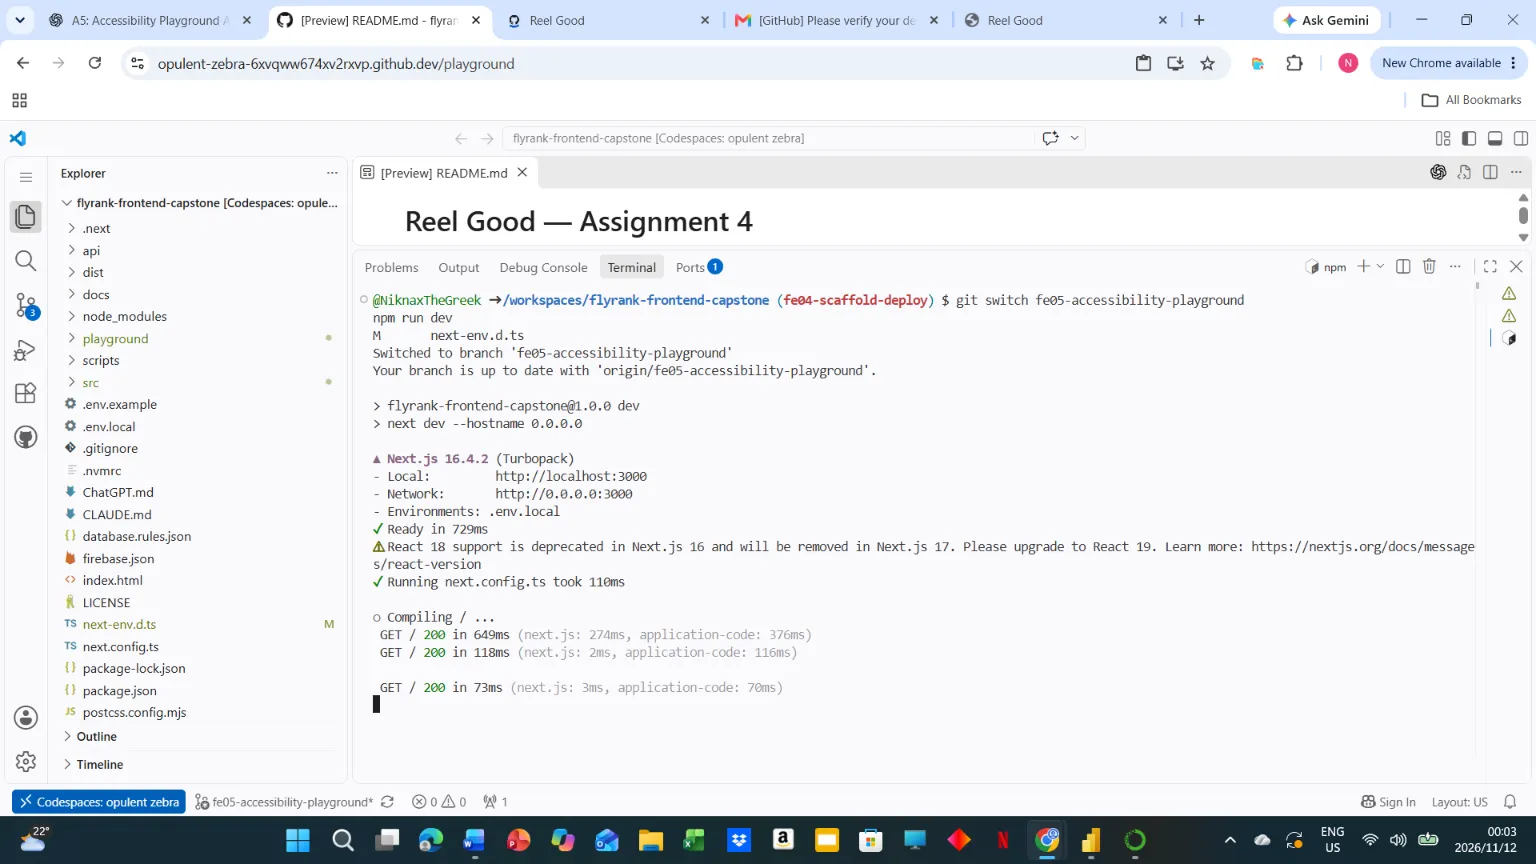 A5: Accessibility Playground A
[Preview] README.md - flyran
Reel Good
[GitHub] Please verify your de
Reel Good
Ask Gemini
opulent-zebra-6xvqww674xv2rxvp.github.dev/playground
N
New Chrome available
All Bookmarks
flyrank-frontend-capstone [Codespaces: opulent zebra]
Explorer
flyrank-frontend-capstone [Codespaces: opule...
.next
api
dist
docs
node_modules
playground
scripts
src
.env.example
.env.local
.gitignore
.nvmrc
ChatGPT.md
CLAUDE.md
database.rules.json
firebase.json
index.html
LICENSE
TS next-env.d.ts M
TS next.config.ts
package-lock.json
package.json
JS postcss.config.mjs
Outline
Timeline
3
[Preview] README.md
Reel Good — Assignment 4
Problems Output Debug Console Terminal Ports 1
npm
@NiknaxTheGreek →/workspaces/flyrank-frontend-capstone (fe04-scaffold-deploy) $ git switch fe05-accessibility-playground
npm run dev
M next-env.d.ts
Switched to branch 'fe05-accessibility-playground'
Your branch is up to date with 'origin/fe05-accessibility-playground'.
> flyrank-frontend-capstone@1.0.0 dev
> next dev --hostname 0.0.0.0
▲ Next.js 16.4.2 (Turbopack)
- Local: http://localhost:3000
- Network: http://0.0.0.0:3000
- Environments: .env.local
✓ Ready in 729ms
⚠ React 18 support is deprecated in Next.js 16 and will be removed in Next.js 17. Please upgrade to React 19. Learn more: https://nextjs.org/docs/message
s/react-version
✓ Running next.config.ts took 110ms
○ Compiling / ...
GET / 200 in 649ms (next.js: 274ms, application-code: 376ms)
GET / 200 in 118ms (next.js: 2ms, application-code: 116ms)
GET / 200 in 73ms (next.js: 3ms, application-code: 70ms)
Codespaces: opulent zebra
fe05-accessibility-playground*
0 0
1
Sign In
Layout: US
22°
ENG
US
00:03
2026/11/12